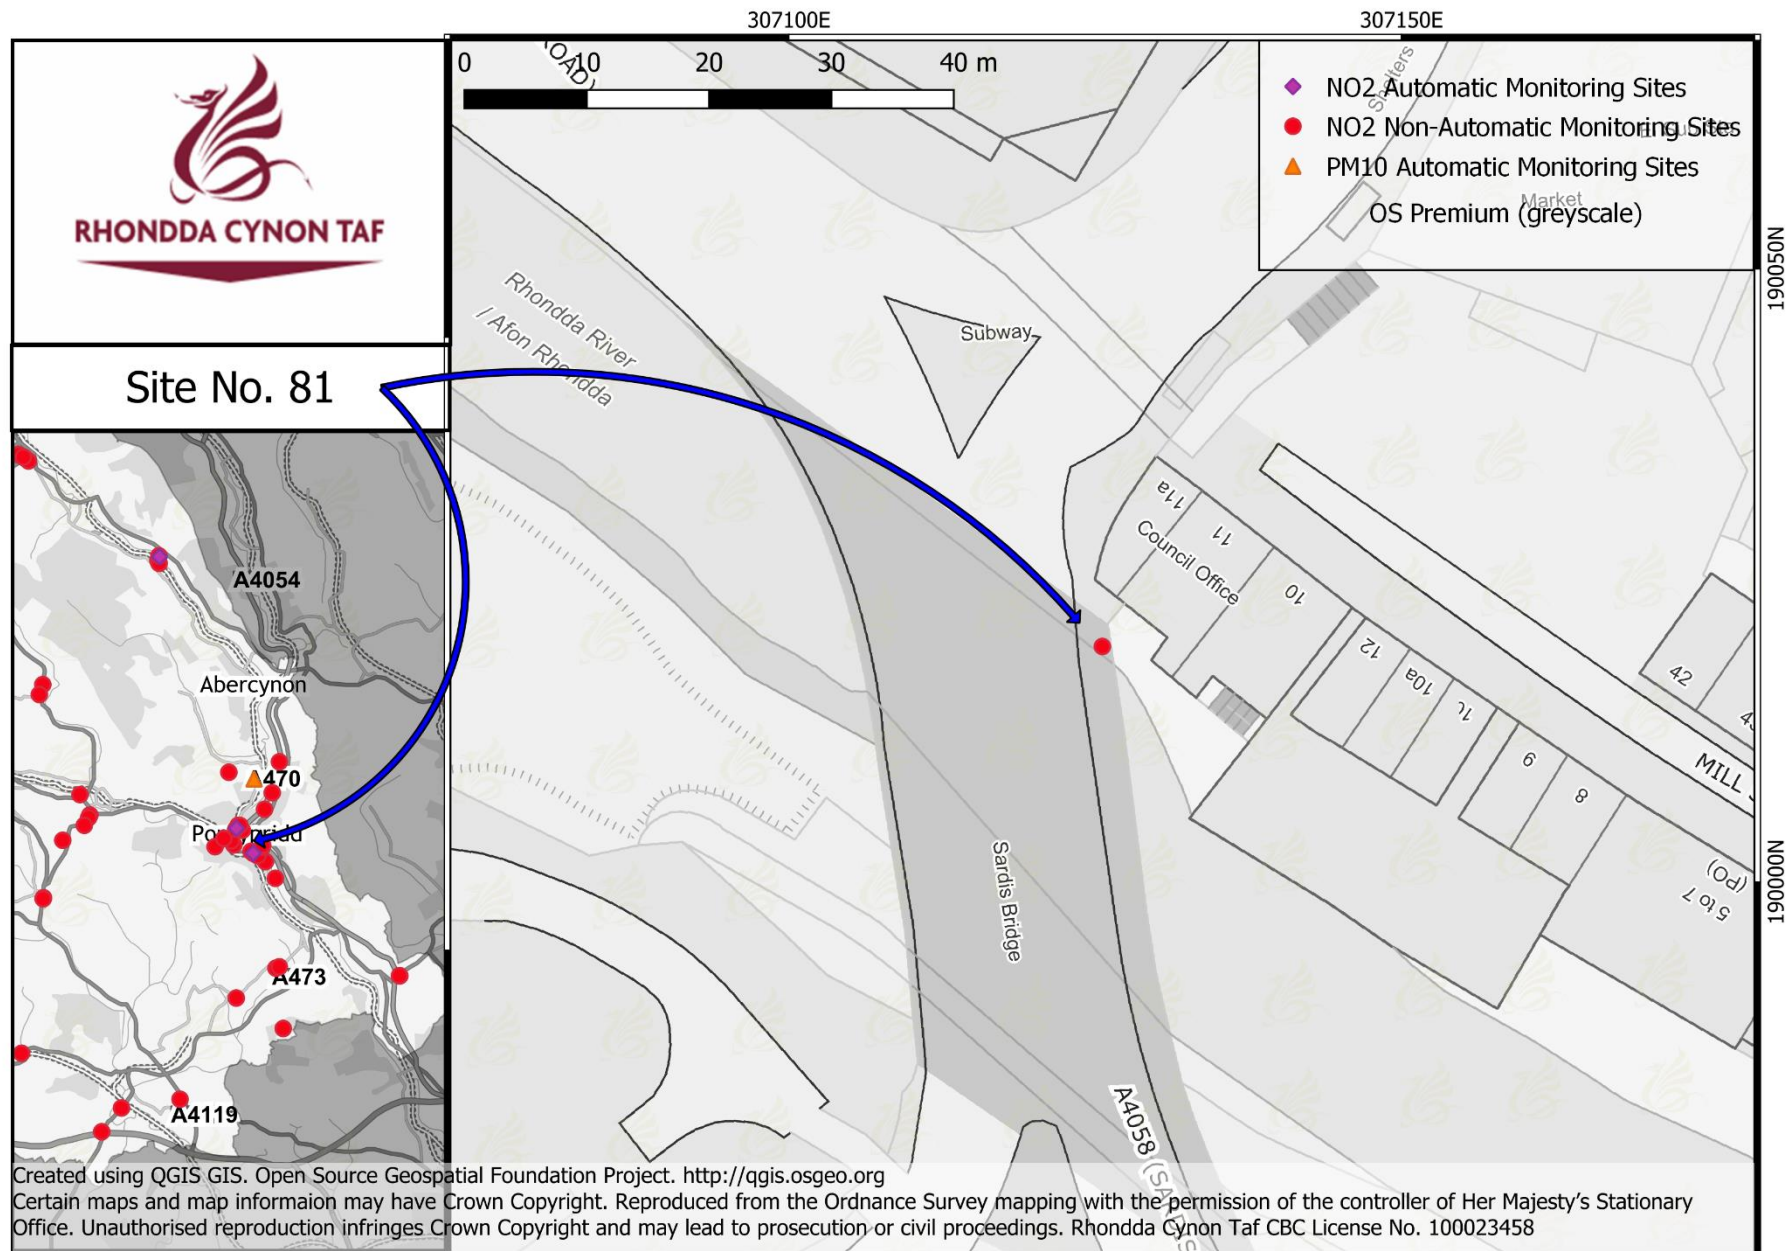 307100E
307150E
190050N
190000N
RHONDDA CYNON TAF
Site No. 81
0 10 20 30 40 m
NO2 Automatic Monitoring Sites
NO2 Non-Automatic Monitoring Sites
PM10 Automatic Monitoring Sites
OS Premium (greyscale)
OAD)
Shelters
Market
Rhondda River
/ Afon Rhondda
Subway
11a
11
Council Office
10
12
10a
9
8
42
MILL
(PO)
5 to 7
Sardis Bridge
A4058 (SARDIS
A4054
Abercynon
A470
Pontypridd
A473
A4119
Created using QGIS GIS. Open Source Geospatial Foundation Project. http://qgis.osgeo.org
Certain maps and map informaion may have Crown Copyright. Reproduced from the Ordnance Survey mapping with the permission of the controller of Her Majesty's Stationary
Office. Unauthorised reproduction infringes Crown Copyright and may lead to prosecution or civil proceedings. Rhondda Cynon Taf CBC License No. 100023458